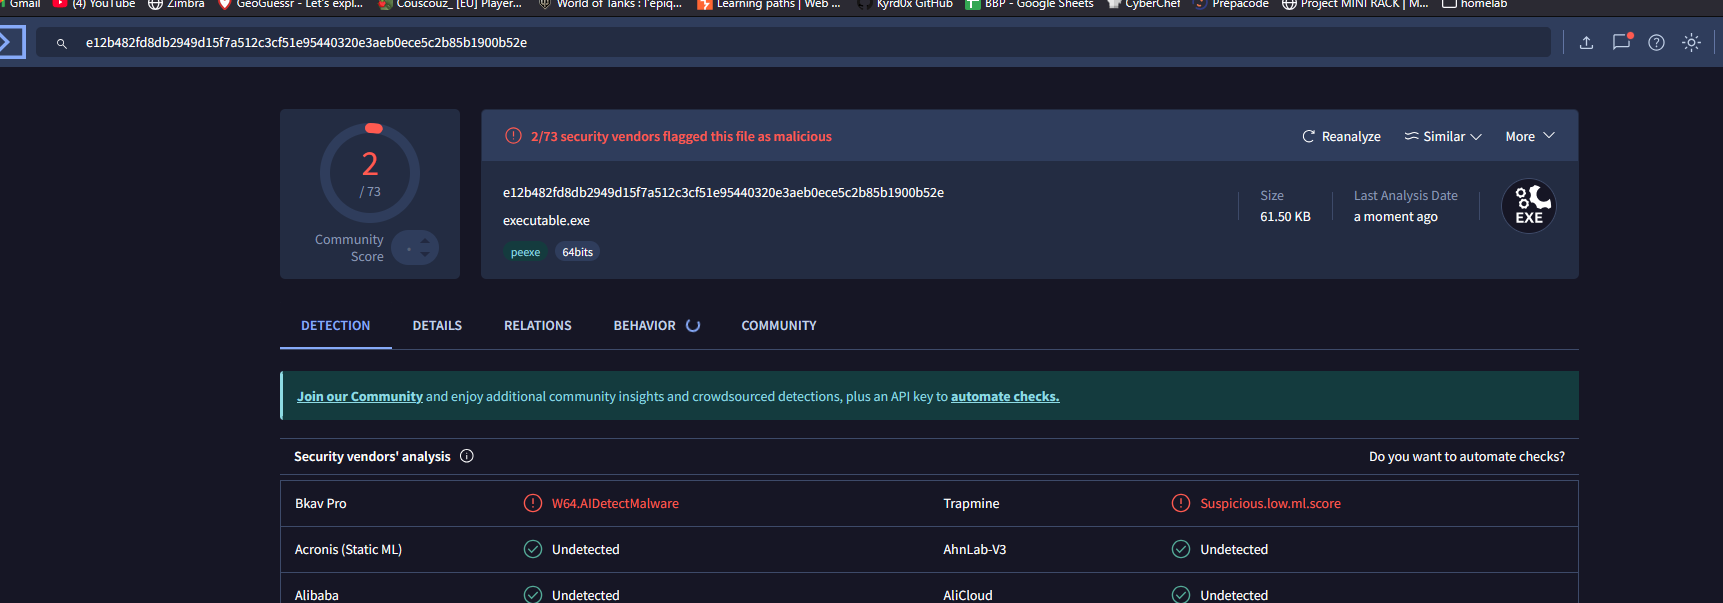 Gmail (4) YouTube Zimbra GeoGuessr - Let's expl... Couscouz_ [EU] Player... World of Tanks : l'épiq... Learning paths | Web ... Kyrd0x GitHub BBP - Google Sheets CyberChef Prepacode Project MINI RACK | M... homelab
e12b482fd8db2949d15f7a512c3cf51e95440320e3aeb0ece5c2b85b1900b52e
2
/ 73
Community
Score
2/73 security vendors flagged this file as malicious
Reanalyze Similar More
e12b482fd8db2949d15f7a512c3cf51e95440320e3aeb0ece5c2b85b1900b52e
executable.exe
peexe 64bits
Size
61.50 KB
Last Analysis Date
a moment ago
EXE
DETECTION DETAILS RELATIONS BEHAVIOR COMMUNITY
Join our Community and enjoy additional community insights and crowdsourced detections, plus an API key to automate checks.
Security vendors' analysis Do you want to automate checks?
Bkav Pro W64.AIDetectMalware Trapmine Suspicious.low.ml.score
Acronis (Static ML) Undetected AhnLab-V3 Undetected
Alibaba Undetected AliCloud Undetected